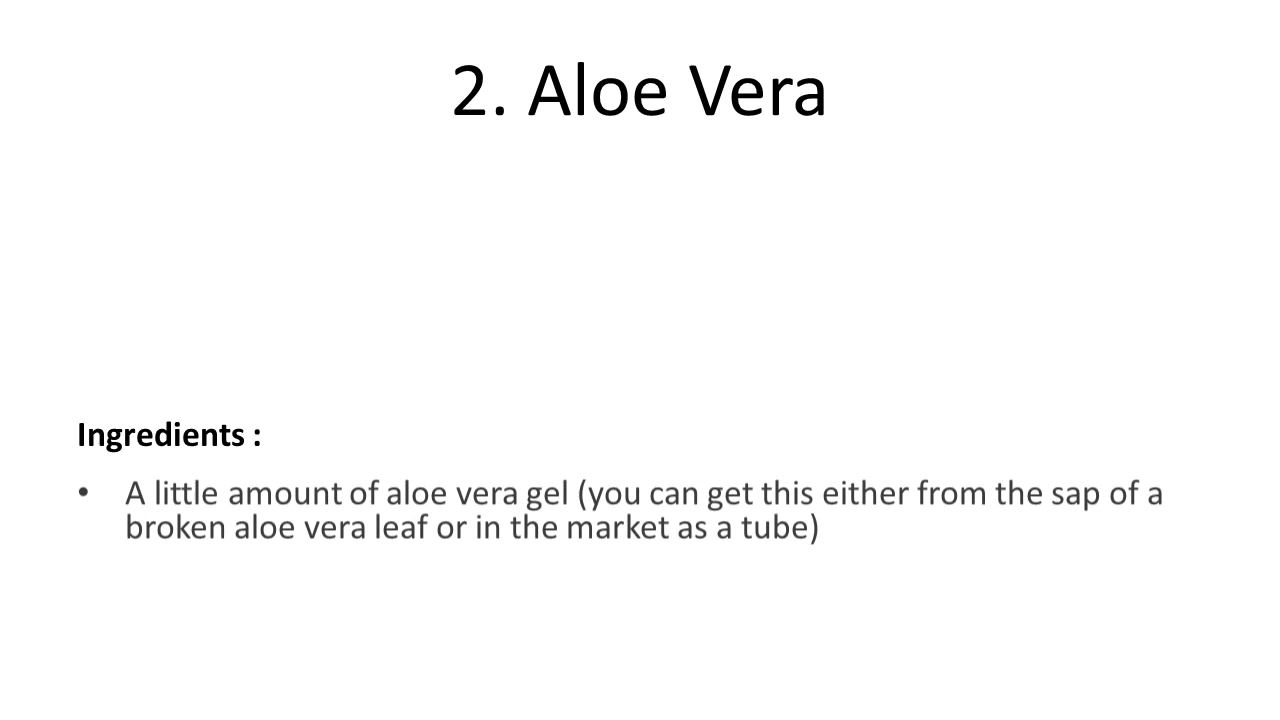 2. Aloe Vera
Ingredients :
• A little amount of aloe vera gel (you can get this either from the sap of a
broken aloe vera leaf or in the market as a tube)